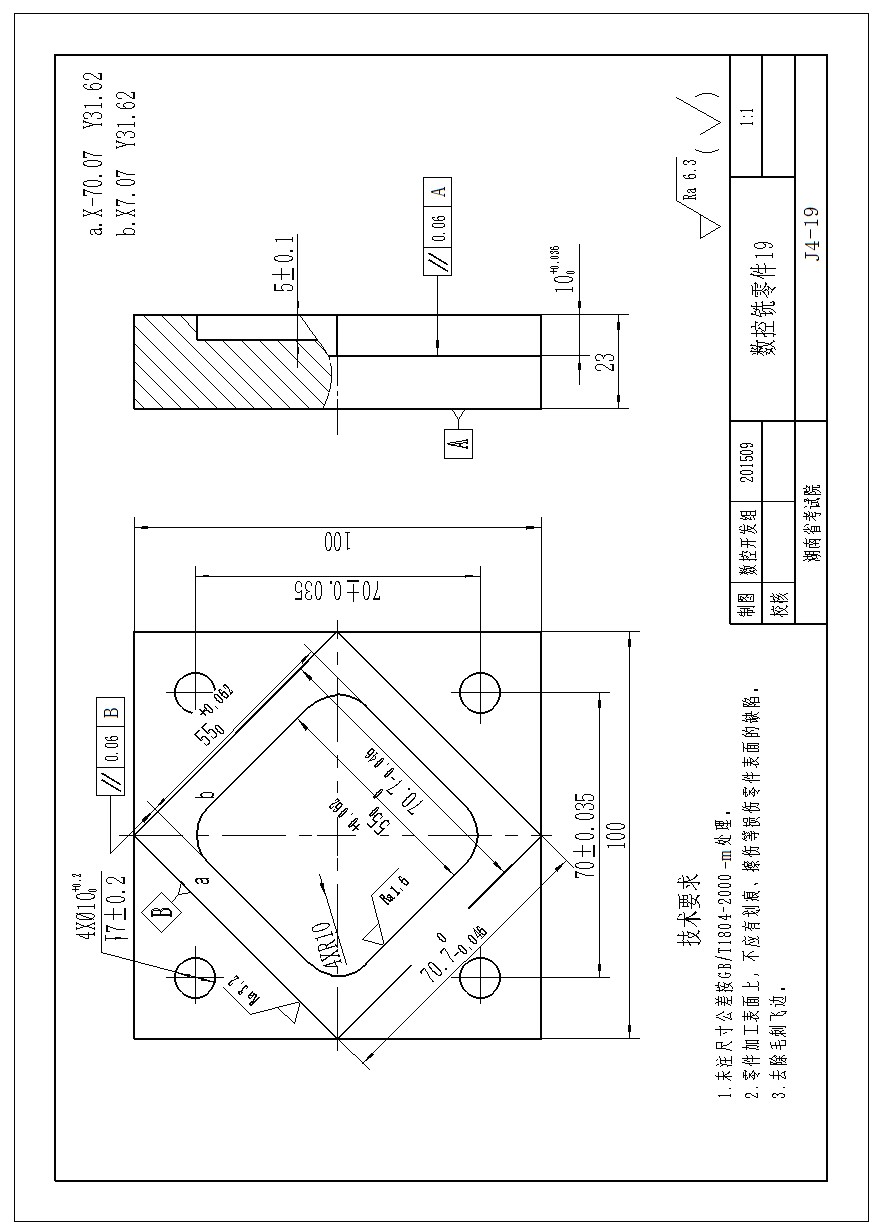 a.X-70.07 Y31.62
b.X7.07 Y31.62
4XØ10 +0.2 0
17±0.2
// 0.06 B
B
Ra3.2
a
b
55 +0.062 0
55 +0.062 0
70.7 0 -0.046
70.7 0 -0.046
4XR10
Ra1.6
70±0.035
100
70±0.035
100
5±0.1
// 0.06 A
10 +0.036 0
23
A
Ra 6.3
( )
技术要求
1.未注尺寸公差按GB/T1804-2000-m处理。
2.零件加工表面上，不应有划痕、擦伤等损伤零件表面的缺陷。
3.去除毛刺飞边。
制图 数控开发组 201509
校核
数控铣零件19
1:1
湖南省考试院
J4-19